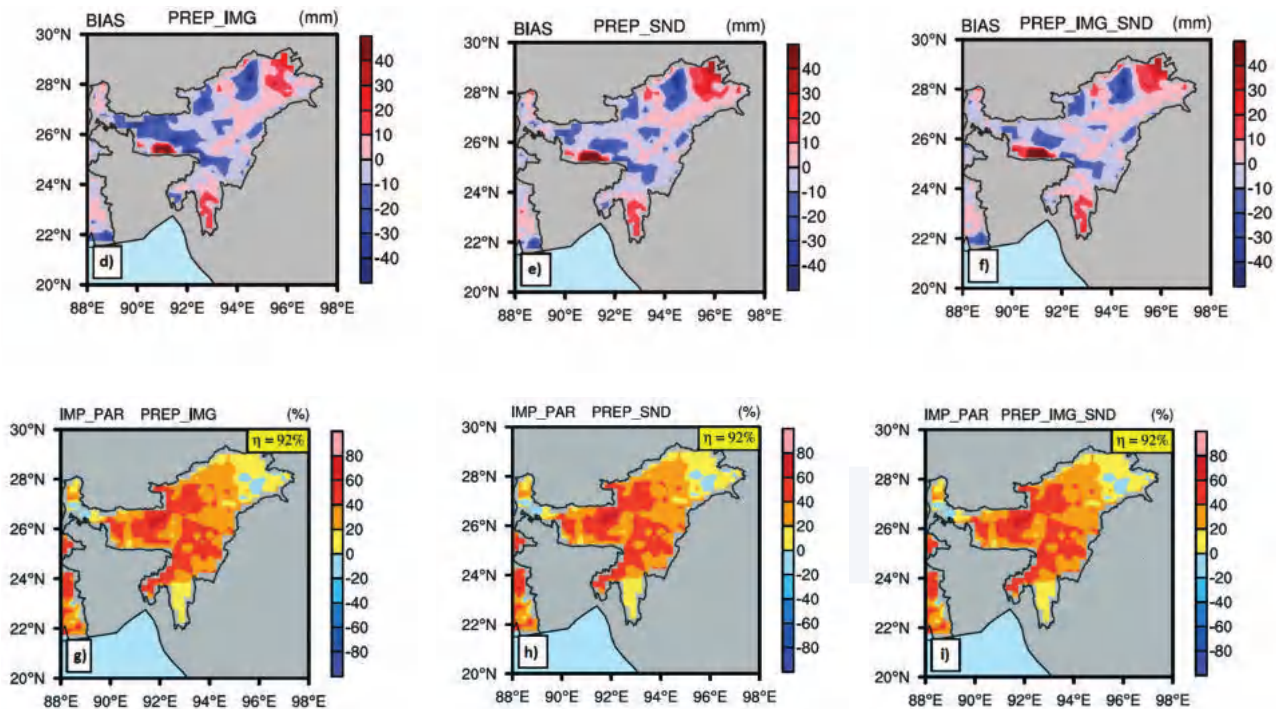 BIAS PREP_IMG (mm)
30°N
28°N
26°N
24°N
22°N
20°N
88°E 90°E 92°E 94°E 96°E 98°E
40
30
20
10
0
-10
-20
-30
-40
d)
BIAS PREP_SND (mm)
30°N
28°N
26°N
24°N
22°N
20°N
88°E 90°E 92°E 94°E 96°E 98°E
40
30
20
10
0
-10
-20
-30
-40
e)
BIAS PREP_IMG_SND (mm)
30°N
28°N
26°N
24°N
22°N
20°N
88°E 90°E 92°E 94°E 96°E 98°E
40
30
20
10
0
-10
-20
-30
-40
f)
IMP_PAR PREP_IMG (%)
η = 92%
30°N
28°N
26°N
24°N
22°N
20°N
88°E 90°E 92°E 94°E 96°E 98°E
80
60
40
20
0
-20
-40
-60
-80
g)
IMP_PAR PREP_SND (%)
η = 92%
30°N
28°N
26°N
24°N
22°N
20°N
88°E 90°E 92°E 94°E 96°E 98°E
80
60
40
20
0
-20
-40
-60
-80
h)
IMP_PAR PREP_IMG_SND (%)
η = 92%
30°N
28°N
26°N
24°N
22°N
20°N
88°E 90°E 92°E 94°E 96°E 98°E
80
60
40
20
0
-20
-40
-60
-80
i)